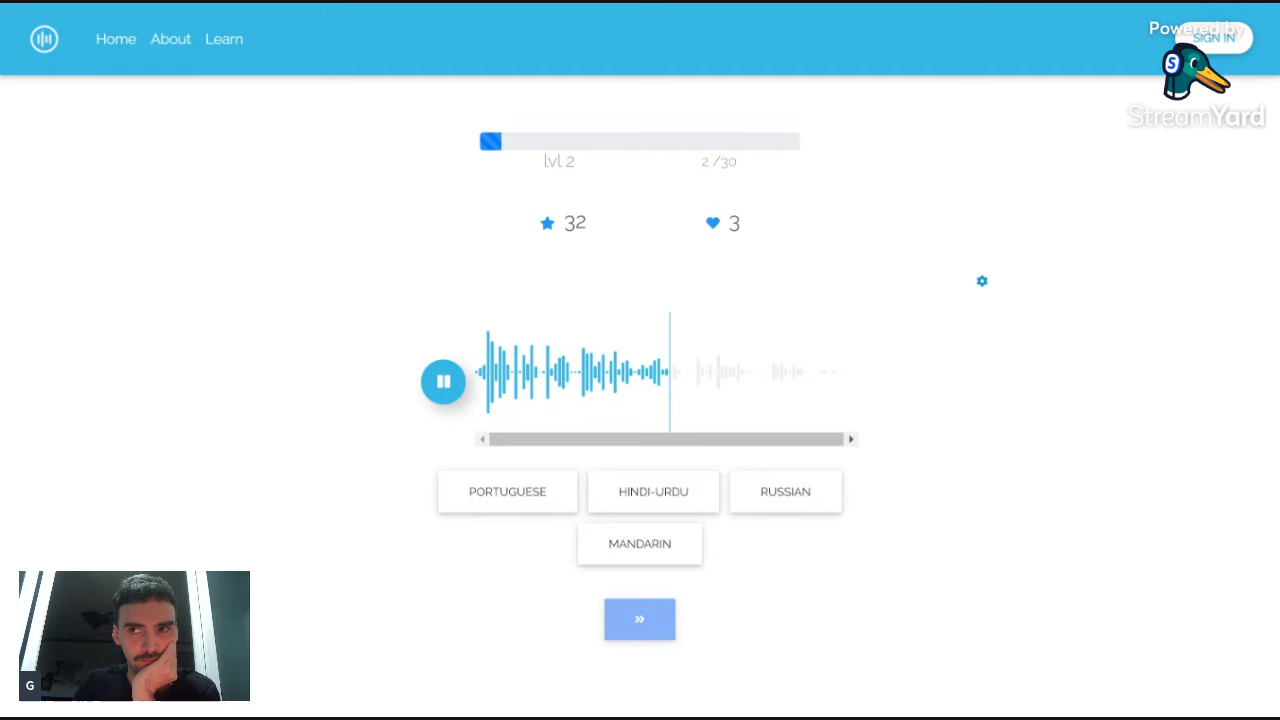 Home About Learn
Powered by
SIGN IN
S
StreamYard
lvl 2 2 /30
32 3
PORTUGUESE HINDI-URDU RUSSIAN
MANDARIN
»
G